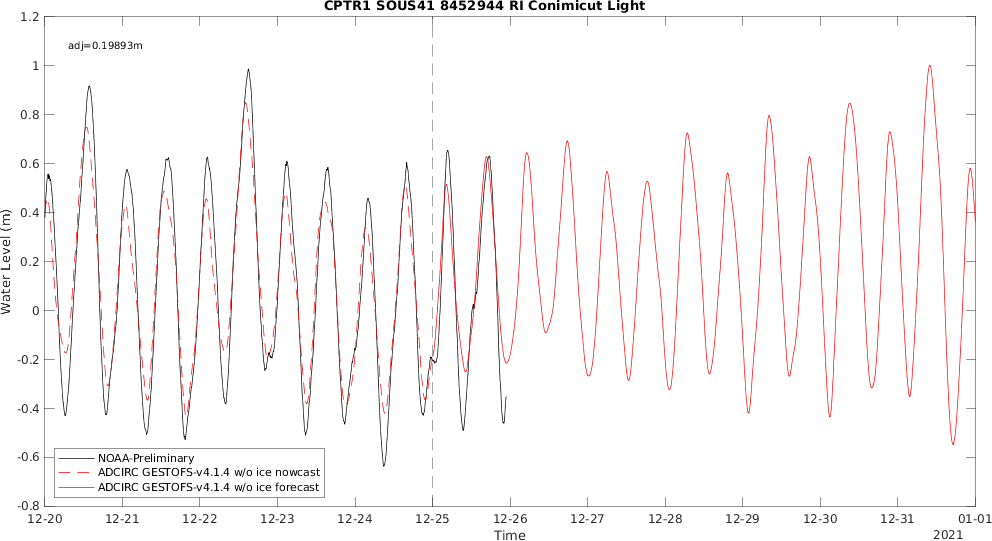 CPTR1 SOUS41 8452944 RI Conimicut Light
adj=0.19893m
Water Level (m)
1.2
1
0.8
0.6
0.4
0.2
0
-0.2
-0.4
-0.6
-0.8
NOAA-Preliminary
ADCIRC GESTOFS-v4.1.4 w/o ice nowcast
ADCIRC GESTOFS-v4.1.4 w/o ice forecast
12-20 12-21 12-22 12-23 12-24 12-25 12-26 12-27 12-28 12-29 12-30 12-31 01-01
Time
2021